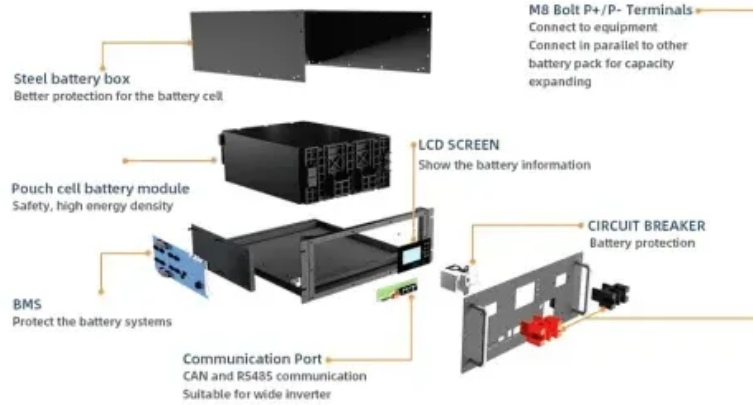 M8 Bolt P+/P- Terminals
Connect to equipment
Connect in parallel to other
battery pack for capacity
expanding
Steel battery box
Better protection for the battery cell
LCD SCREEN
Show the battery information
Pouch cell battery module
Safety, high energy density
CIRCUIT BREAKER
Battery protection
BMS
Protect the battery systems
Communication Port
CAN and RS485 communication
Suitable for wide inverter